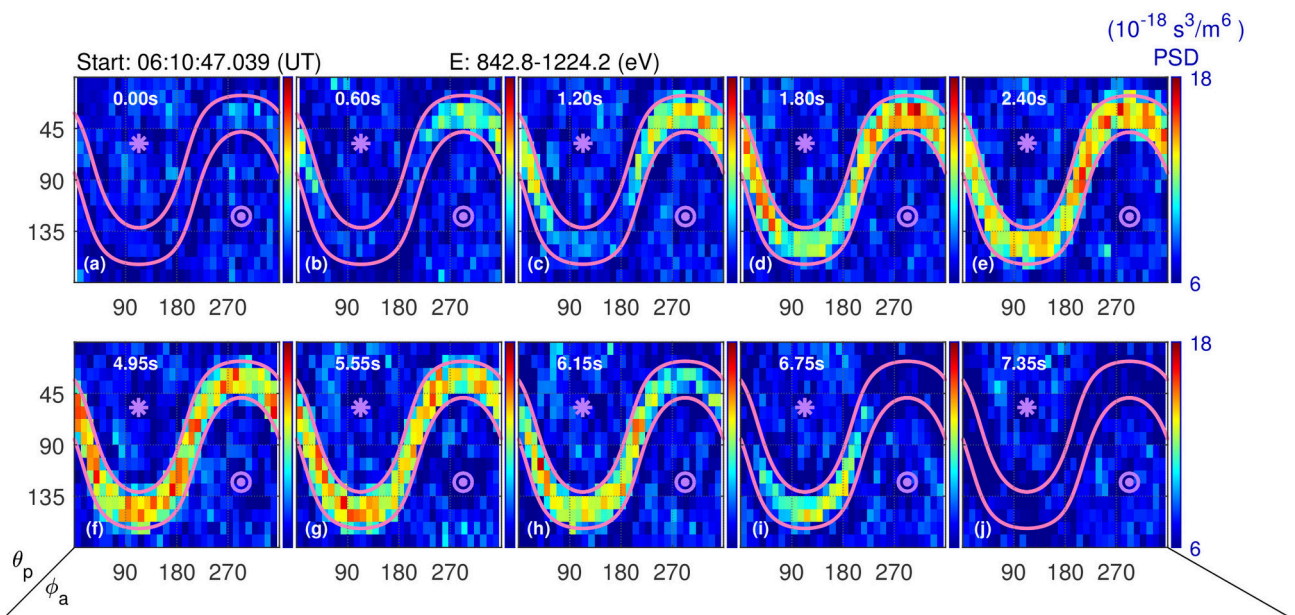 (10⁻¹⁸ s³/m⁶)
Start: 06:10:47.039 (UT) E: 842.8-1224.2 (eV) PSD
0.00s 0.60s 1.20s 1.80s 2.40s 18
45
90
135
(a) (b) (c) (d) (e) 6
90 180 270 90 180 270 90 180 270 90 180 270 90 180 270
4.95s 5.55s 6.15s 6.75s 7.35s 18
45
90
135
(f) (g) (h) (i) (j) 6
θp
ϕa 90 180 270 90 180 270 90 180 270 90 180 270 90 180 270